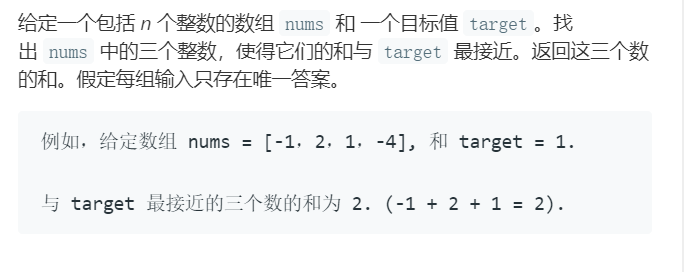 给定一个包括 n 个整数的数组 nums 和 一个目标值 target。找
出 nums 中的三个整数，使得它们的和与 target 最接近。返回这三个数
的和。假定每组输入只存在唯一答案。
例如，给定数组 nums = [-1，2，1，-4], 和 target = 1.
与 target 最接近的三个数的和为 2. (-1 + 2 + 1 = 2).